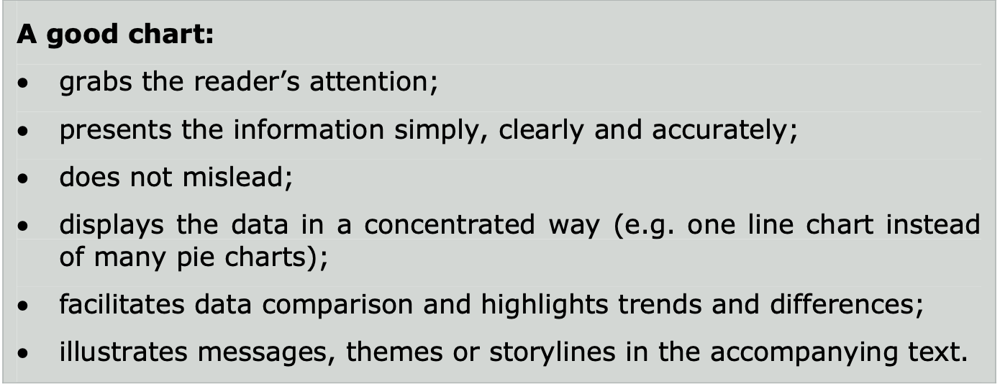 A good chart:
• grabs the reader’s attention;
• presents the information simply, clearly and accurately;
• does not mislead;
• displays the data in a concentrated way (e.g. one line chart instead
of many pie charts);
• facilitates data comparison and highlights trends and differences;
• illustrates messages, themes or storylines in the accompanying text.